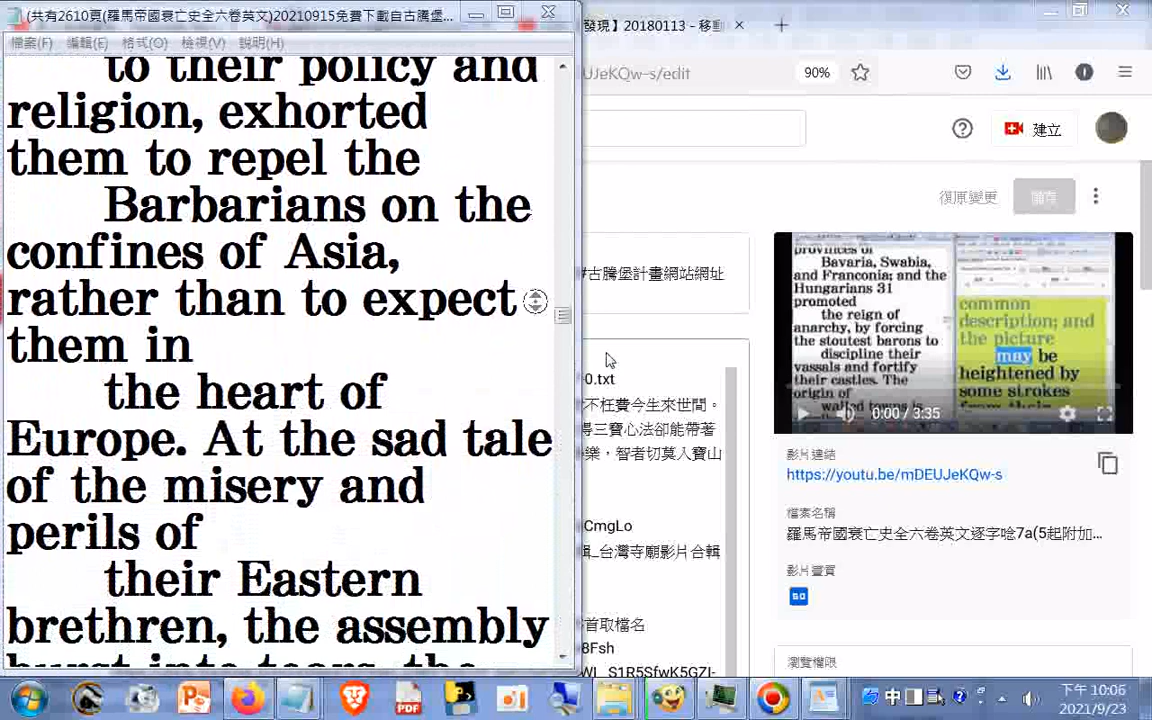 (共有2610頁(羅馬帝國衰亡史全六卷英文)20210915免費下載自古騰堡...
檔案(F) 編輯(E) 格式(O) 檢視(V) 說明(H)
to their policy and
religion, exhorted
them to repel the
Barbarians on the
confines of Asia,
rather than to expect
them in
the heart of
Europe. At the sad tale
of the misery and
perils of
their Eastern
brethren, the assembly
burst into tears, the
發現】20180113 - 移動
UJeKQw-s/edit
90%
建立
復原變更
#古騰堡計畫網站網址
0.txt
不枉費今生來世間。
得三寶心法卻能帶著
樂，智者切莫入寶山
CmgLo
輯_台灣寺廟影片合輯
首取檔名
8Fsh
WI_S1R5SfwK5GZI-
provinces of
Bavaria, Swabia,
and Franconia; and the
Hungarians 31
promoted
the reign of
anarchy, by forcing
the stoutest barons to
discipline their
vassals and fortify
their castles. The
origin of
walled towns is
common
description; and
the picture
may be
heightened by
some strokes
from their
0:00 / 3:35
影片連結
https://youtu.be/mDEUJeKQw-s
檔案名稱
羅馬帝國衰亡史全六卷英文逐字唸7a(5起附加...
影片畫質
SD
瀏覽權限
中
下午 10:06
2021/9/23